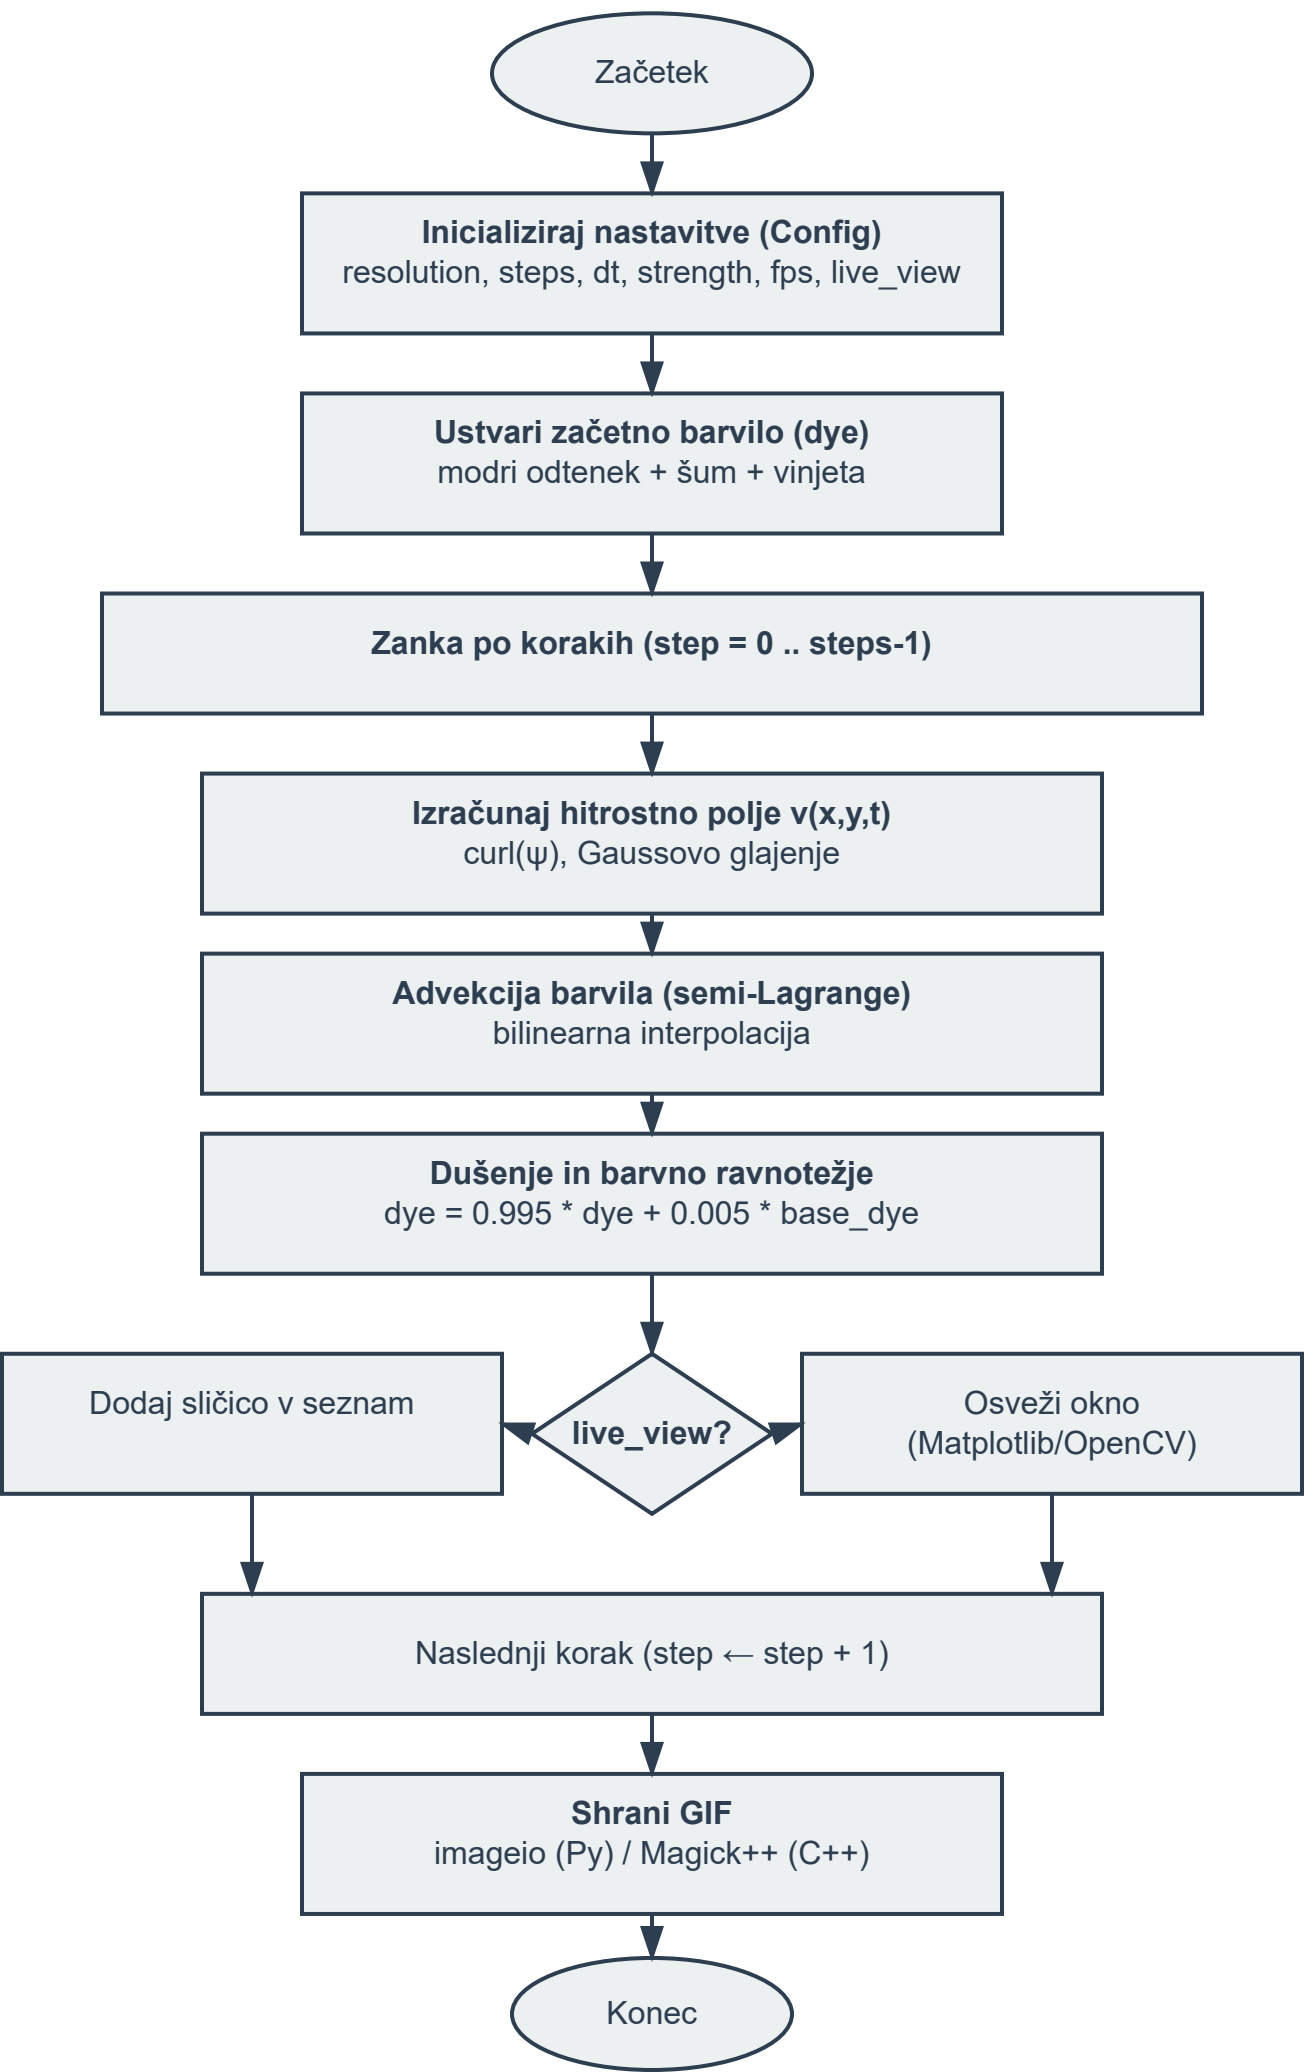 Začetek
Inicializiraj nastavitve (Config)
resolution, steps, dt, strength, fps, live_view
Ustvari začetno barvilo (dye)
modri odtenek + šum + vinjeta
Zanka po korakih (step = 0 .. steps-1)
Izračunaj hitrostno polje v(x,y,t)
curl(ψ), Gaussovo glajenje
Advekcija barvila (semi-Lagrange)
bilinearna interpolacija
Dušenje in barvno ravnotežje
dye = 0.995 * dye + 0.005 * base_dye
Dodaj sličico v seznam
live_view?
Osveži okno
(Matplotlib/OpenCV)
Naslednji korak (step ← step + 1)
Shrani GIF
imageio (Py) / Magick++ (C++)
Konec